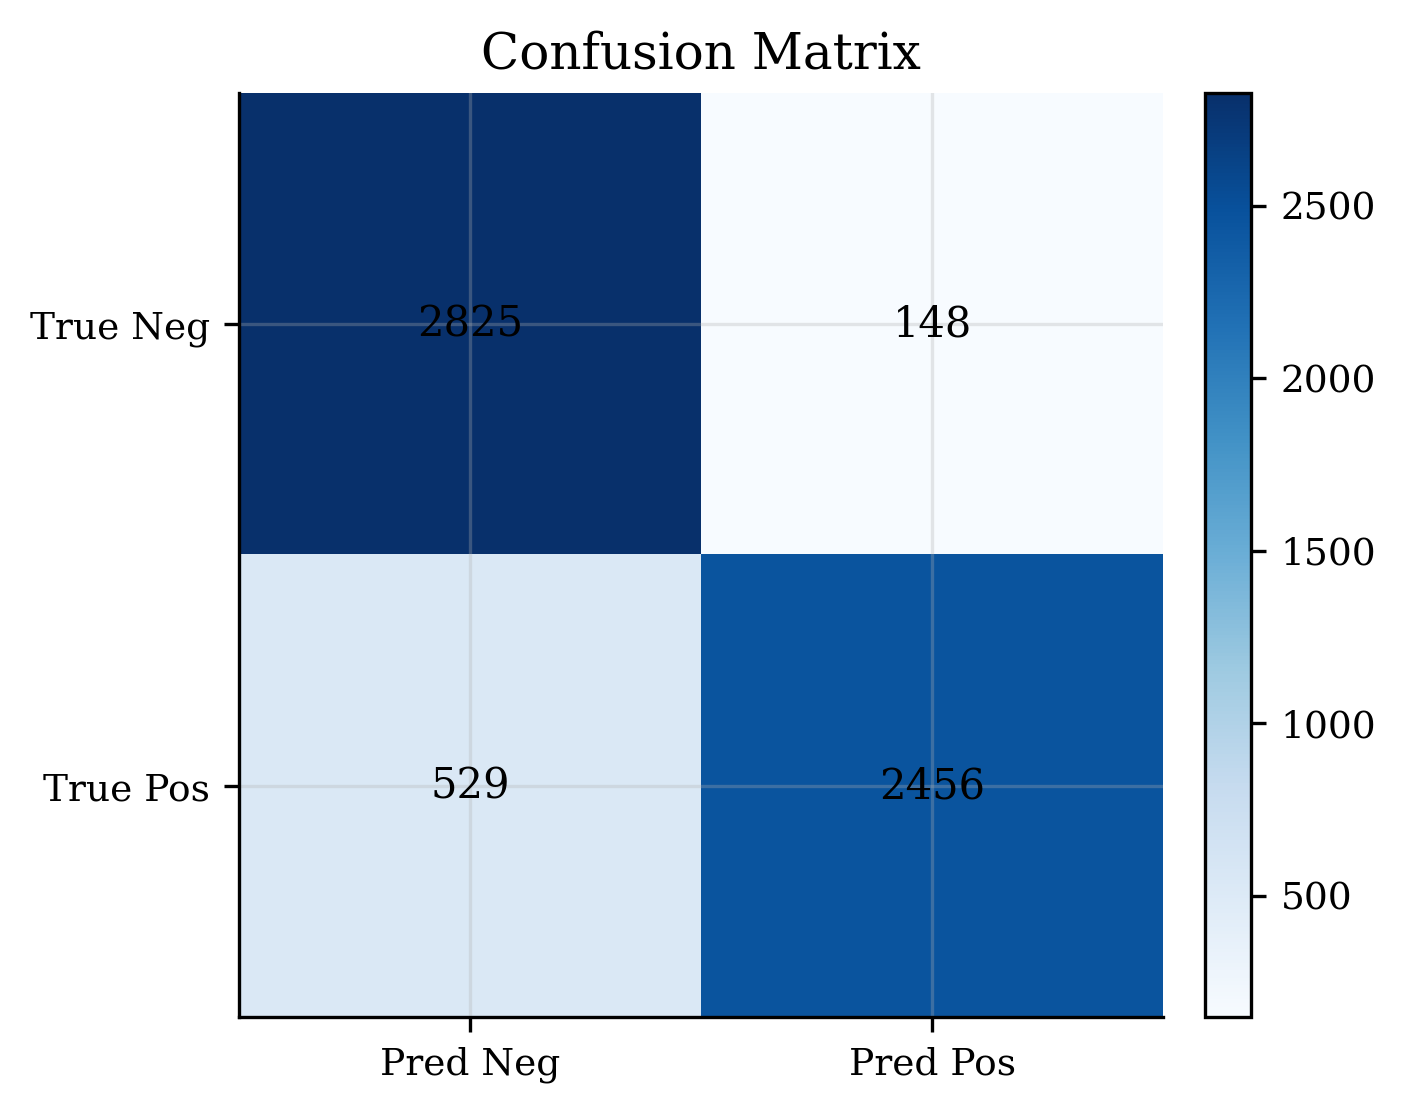 Confusion Matrix
True Neg
2825
148
True Pos
529
2456
Pred Neg
Pred Pos
2500
2000
1500
1000
500